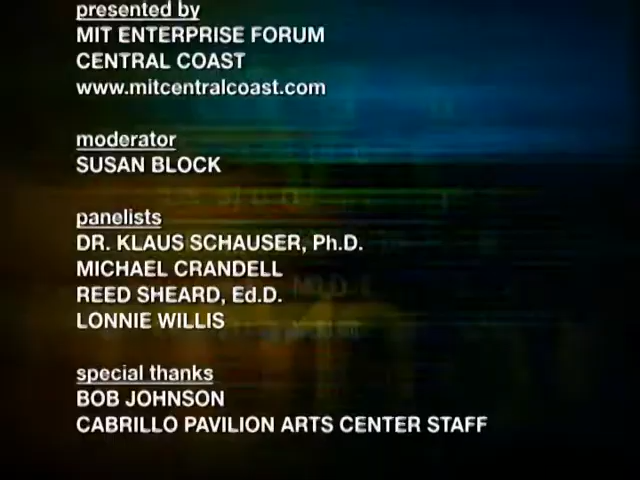 presented by
MIT ENTERPRISE FORUM
CENTRAL COAST
www.mitcentralcoast.com
moderator
SUSAN BLOCK
panelists
DR. KLAUS SCHAUSER, Ph.D.
MICHAEL CRANDELL
REED SHEARD, Ed.D.
LONNIE WILLIS
special thanks
BOB JOHNSON
CABRILLO PAVILION ARTS CENTER STAFF